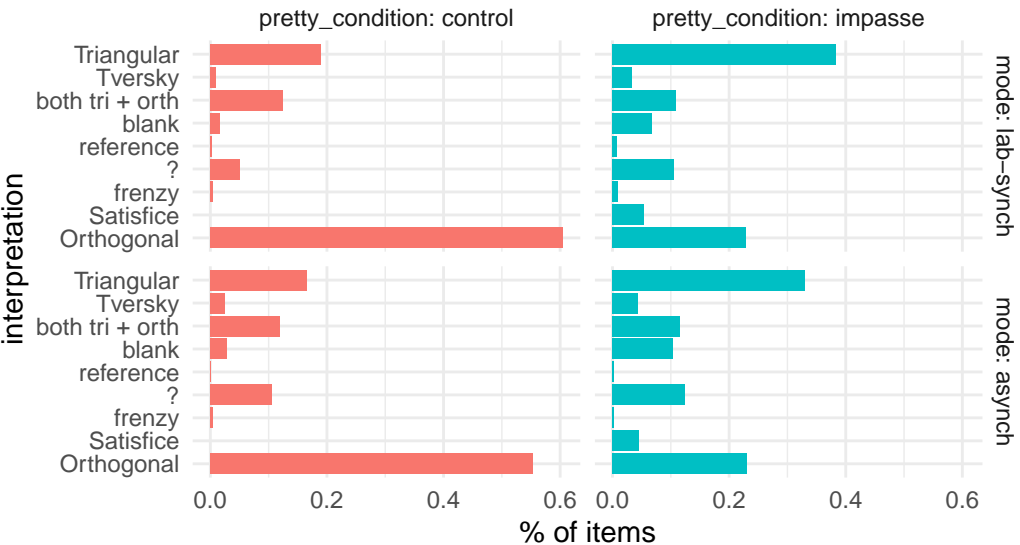 pretty_condition: control
pretty_condition: impasse
interpretation
Triangular
Tversky
both tri + orth
blank
reference
?
frenzy
Satisfice
Orthogonal
mode: lab−synch
Triangular
Tversky
both tri + orth
blank
reference
?
frenzy
Satisfice
Orthogonal
mode: asynch
0.0 0.2 0.4 0.6 0.0 0.2 0.4 0.6
% of items